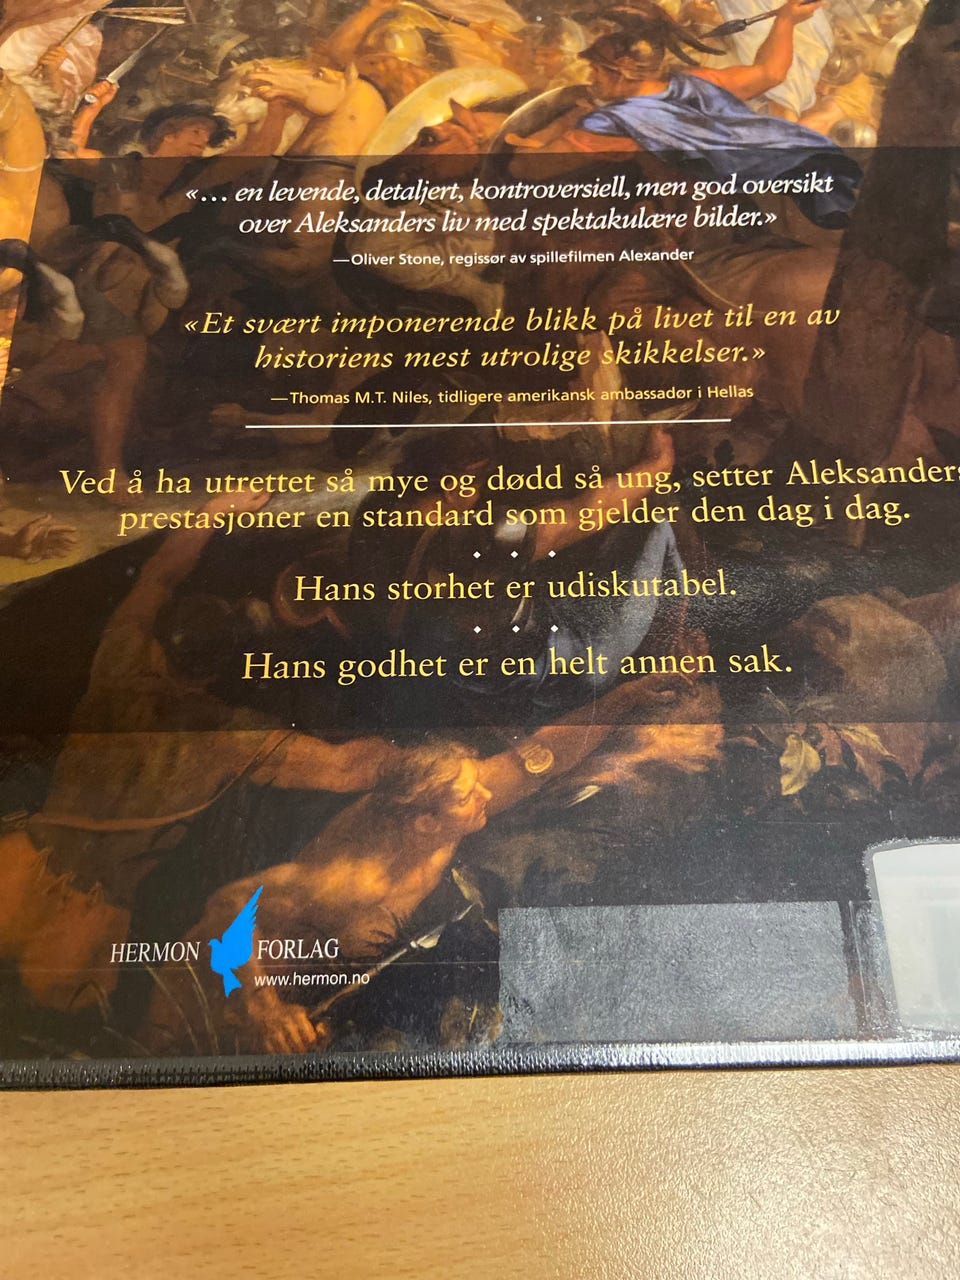 «... en levende, detaljert, kontroversiell, men god oversikt
over Aleksanders liv med spektakulære bilder.»
—Oliver Stone, regissør av spillefilmen Alexander
«Et svært imponerende blikk på livet til en av
historiens mest utrolige skikkelser.»
—Thomas M.T. Niles, tidligere amerikansk ambassadør i Hellas
Ved å ha utrettet så mye og dødd så ung, setter Aleksanders
prestasjoner en standard som gjelder den dag i dag.
Hans storhet er udiskutabel.
Hans godhet er en helt annen sak.
HERMON FORLAG
www.hermon.no